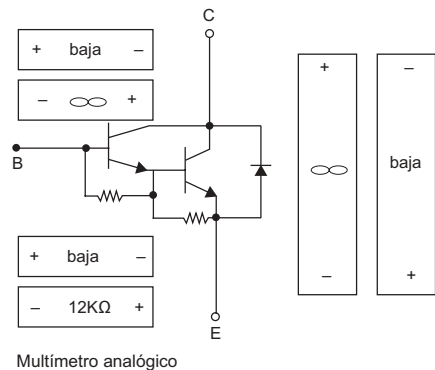 C
+ baja –
– ∞ +
B
+ baja –
– 12KΩ +
E
+
∞
–
–
baja
+
Multímetro analógico